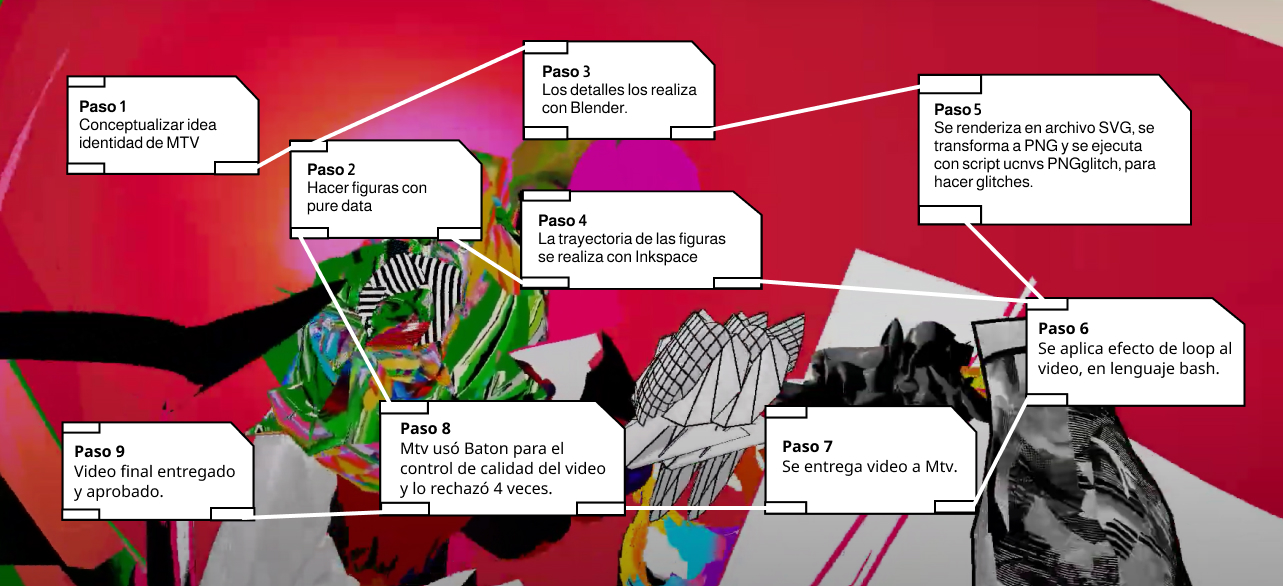 Paso 1
Conceptualizar idea
identidad de MTV
Paso 2
Hacer figuras con
pure data
Paso 3
Los detalles los realiza
con Blender.
Paso 4
La trayectoria de las figuras
se realiza con Inkspace
Paso 5
Se renderiza en archivo SVG, se
transforma a PNG y se ejecuta
con script ucnvs PNGglitch, para
hacer glitches.
Paso 6
Se aplica efecto de loop al
video, en lenguaje bash.
Paso 7
Se entrega video a Mtv.
Paso 8
Mtv usó Baton para el
control de calidad del video
y lo rechazó 4 veces.
Paso 9
Video final entregado
y aprobado.